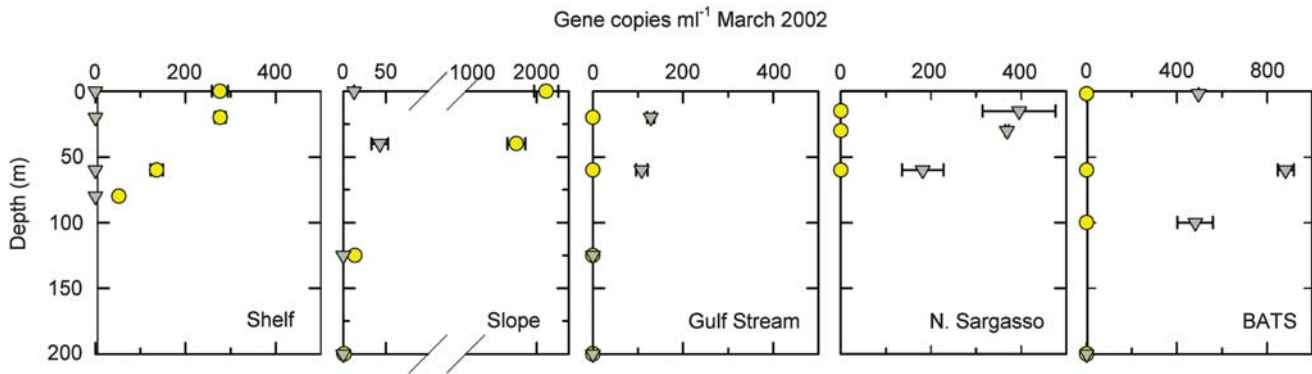 Gene copies ml⁻¹ March 2002
0 200 400 0 50 1000 2000 0 200 400 0 200 400 0 400 800
Depth (m)
0
50
100
150
200
Shelf Slope Gulf Stream N. Sargasso BATS